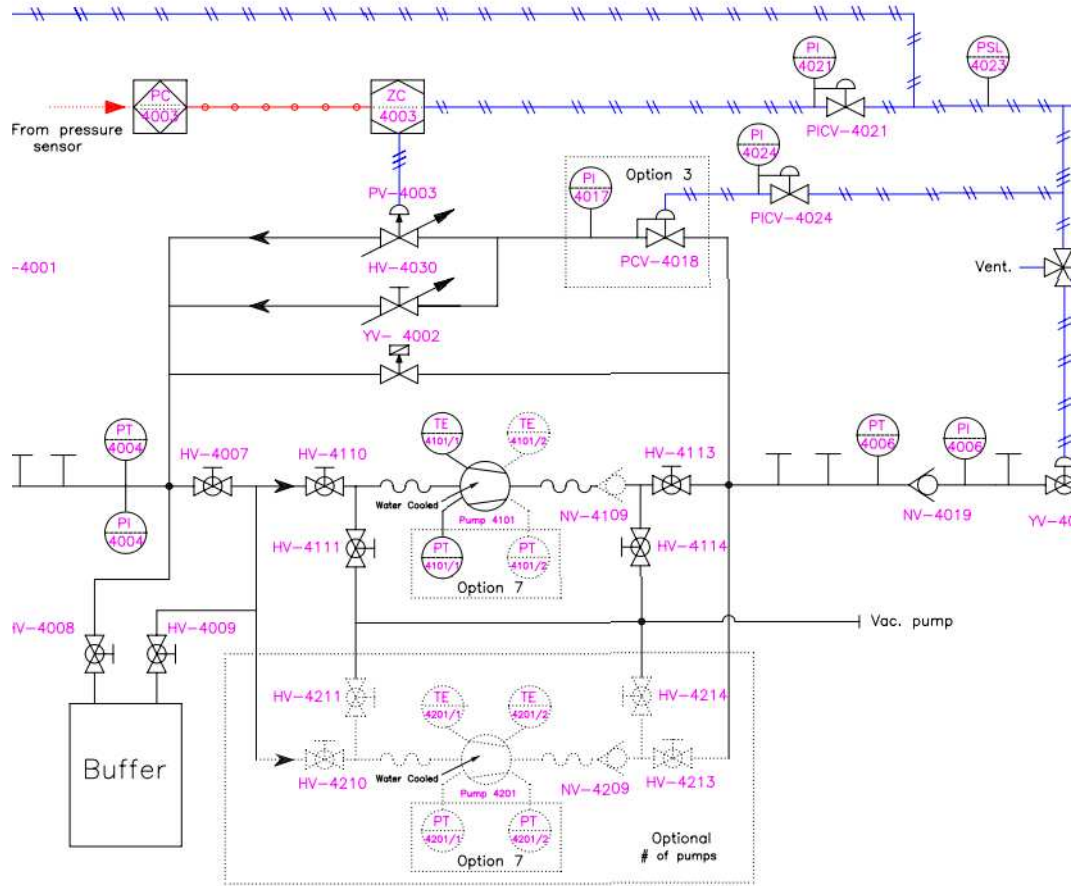 PI
4021
PSL
4023
PC
4003
ZC
4003
From pressure
sensor
PICV-4021
PI
4024
PV-4003
Option 3
PI
4017
PICV-4024
PCV-4018
-4001
HV-4030
Vent.
YV- 4002
TE
4101/1
TE
4101/2
PT
4004
PT
4006
PI
4006
HV-4007
HV-4110
HV-4113
Water Cooled
Pump 4101
NV-4109
NV-4019
YV-40
PI
4004
HV-4111
PT
4101/1
PT
4101/2
HV-4114
Option 7
HV-4008
HV-4009
Vac. pump
HV-4211
TE
4201/1
TE
4201/2
HV-4214
Buffer
HV-4210
Water Cooled
Pump 4201
NV-4209
HV-4213
PT
4201/1
PT
4201/2
Option 7
Optional
# of pumps